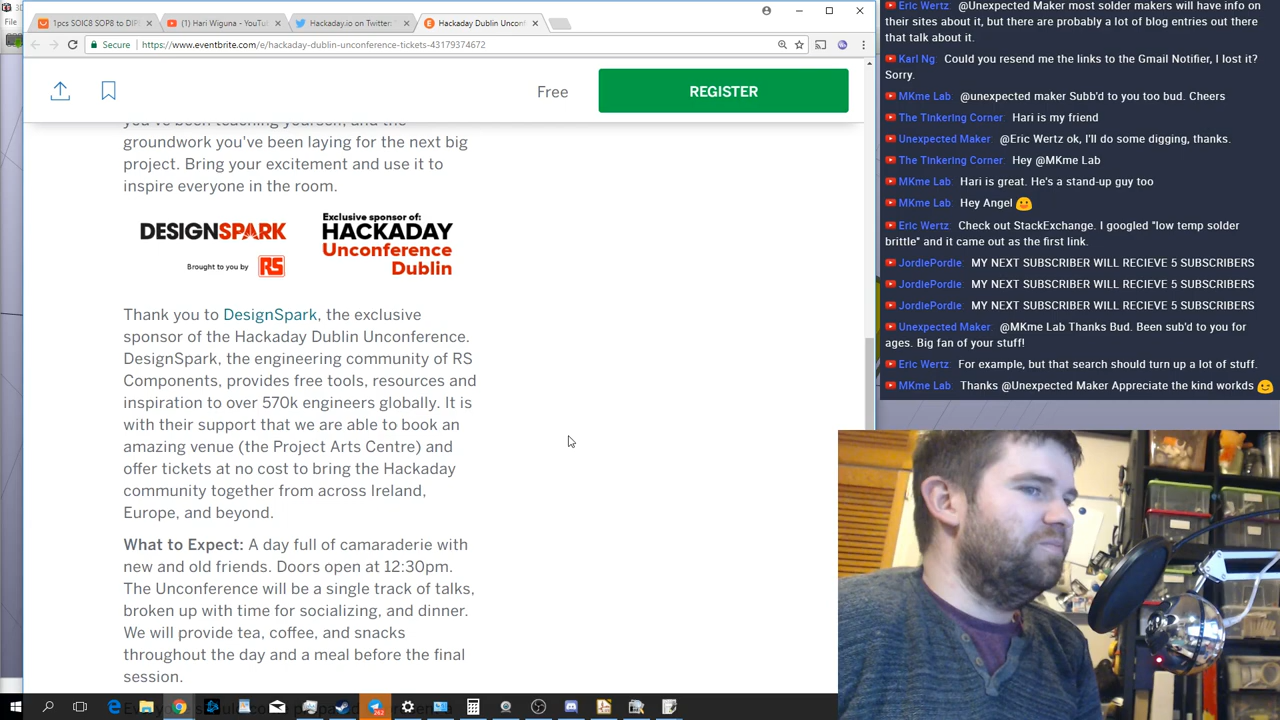 1pcs SOIC8 SOP8 to DIP
(1) Hari Wiguna - YouTu
Hackaday.io on Twitter:
Hackaday Dublin Unconf
Secure
https://www.eventbrite.com/e/hackaday-dublin-unconference-tickets-43179374672
Free
REGISTER
you've been teaching yourself, and the
groundwork you've been laying for the next big
project. Bring your excitement and use it to
inspire everyone in the room.
DESIGNSPARK
Brought to you by RS
Exclusive sponsor of:
HACKADAY
Unconference
Dublin
Thank you to DesignSpark, the exclusive
sponsor of the Hackaday Dublin Unconference.
DesignSpark, the engineering community of RS
Components, provides free tools, resources and
inspiration to over 570k engineers globally. It is
with their support that we are able to book an
amazing venue (the Project Arts Centre) and
offer tickets at no cost to bring the Hackaday
community together from across Ireland,
Europe, and beyond.
What to Expect: A day full of camaraderie with
new and old friends. Doors open at 12:30pm.
The Unconference will be a single track of talks,
broken up with time for socializing, and dinner.
We will provide tea, coffee, and snacks
throughout the day and a meal before the final
session.
Eric Wertz @Unexpected Maker most solder makers will have info on
their sites about it, but there are probably a lot of blog entries out there
that talk about it.
Karl Ng Could you resend me the links to the Gmail Notifier, I lost it?
Sorry.
MKme Lab @unexpected maker Subb'd to you too bud. Cheers
The Tinkering Corner Hari is my friend
Unexpected Maker @Eric Wertz ok, I'll do some digging, thanks.
The Tinkering Corner Hey @MKme Lab
MKme Lab Hari is great. He's a stand-up guy too
MKme Lab Hey Angel
Eric Wertz Check out StackExchange. I googled "low temp solder
brittle" and it came out as the first link.
JordiePordie MY NEXT SUBSCRIBER WILL RECIEVE 5 SUBSCRIBERS
JordiePordie MY NEXT SUBSCRIBER WILL RECIEVE 5 SUBSCRIBERS
JordiePordie MY NEXT SUBSCRIBER WILL RECIEVE 5 SUBSCRIBERS
Unexpected Maker @MKme Lab Thanks Bud. Been sub'd to you for
ages. Big fan of your stuff!
Eric Wertz For example, but that search should turn up a lot of stuff.
MKme Lab Thanks @Unexpected Maker Appreciate the kind workds